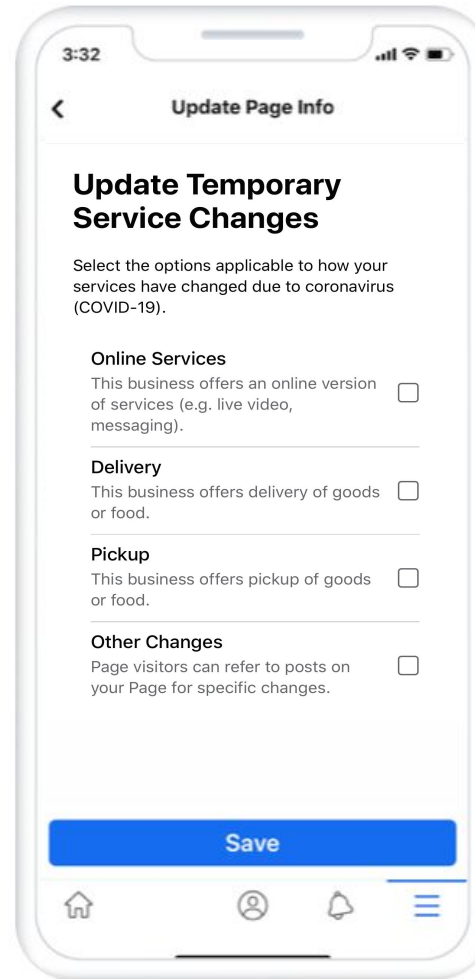 3:32
Update Page Info
Update Temporary
Service Changes
Select the options applicable to how your
services have changed due to coronavirus
(COVID-19).
Online Services
This business offers an online version
of services (e.g. live video,
messaging).
Delivery
This business offers delivery of goods
or food.
Pickup
This business offers pickup of goods
or food.
Other Changes
Page visitors can refer to posts on
your Page for specific changes.
Save